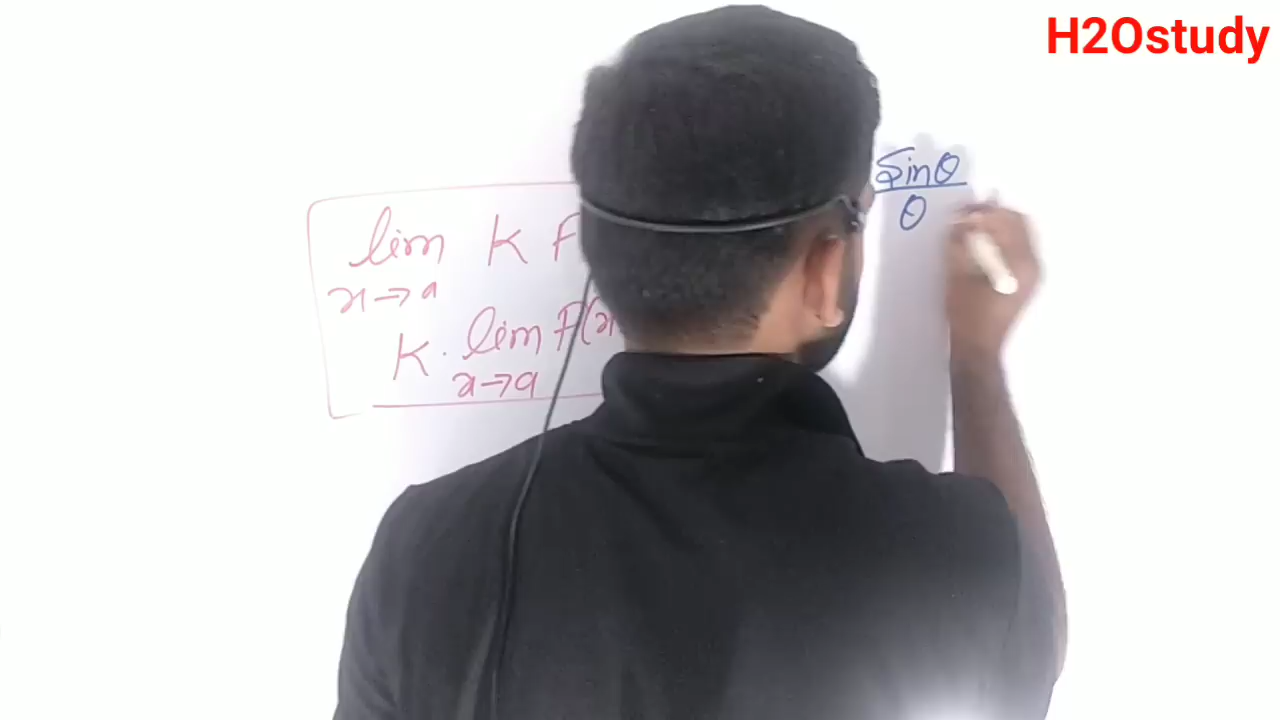 H2Ostudy
lim K F
x→a
K. lim F(x
x→a
Sinθ
θ